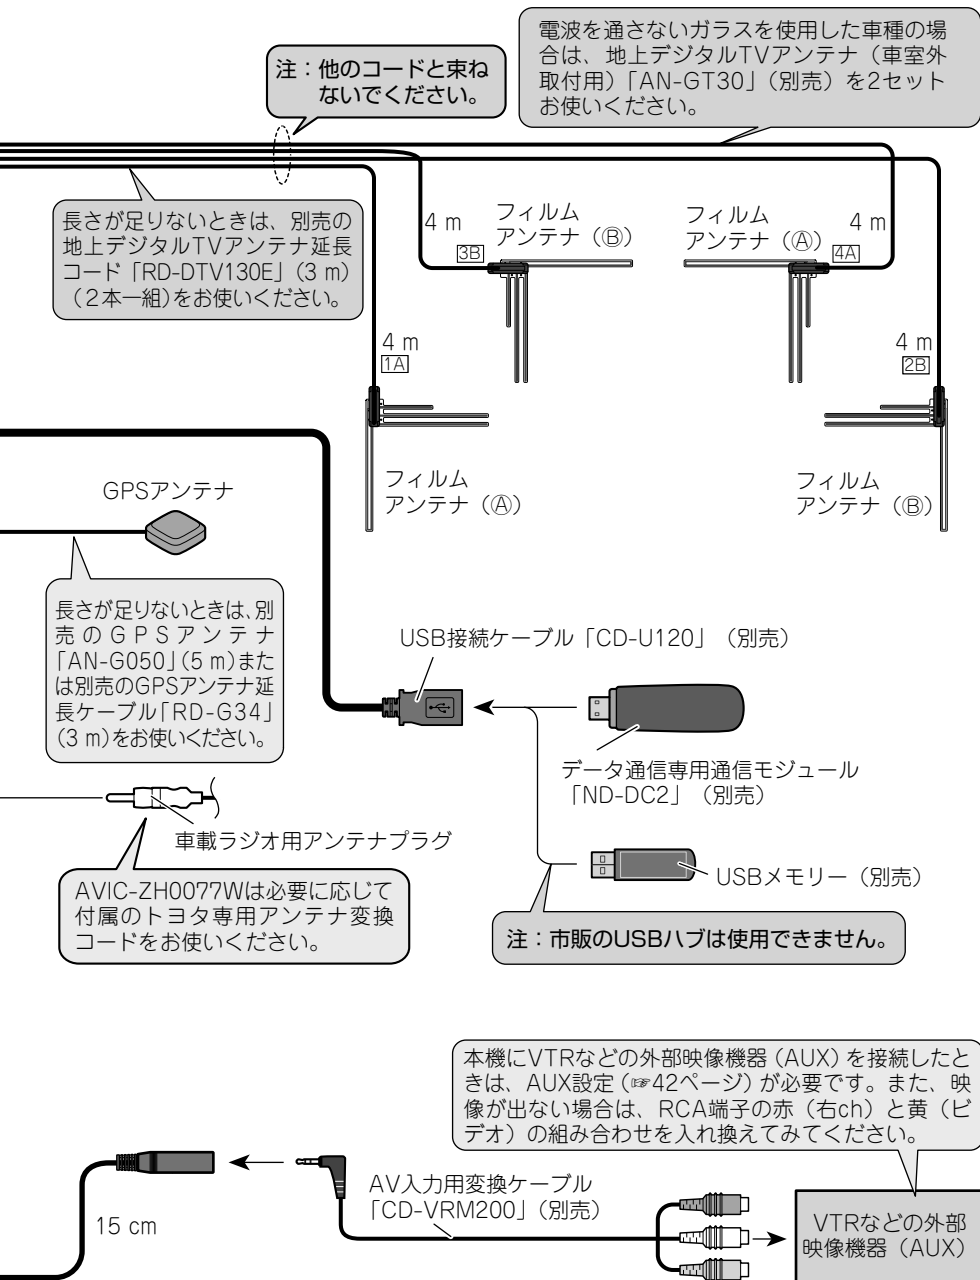 電波を通さないガラスを使用した車種の場
合は、地上デジタルTVアンテナ（車室外
取付用）「AN-GT30」（別売）を2セット
お使いください。
注：他のコードと束ね
ないでください。
長さが足りないときは、別売の
地上デジタルTVアンテナ延長
コード「RD-DTV130E」（3 m）
（2本一組）をお使いください。
4 m
3B
フィルム
アンテナ（Ⓑ）
フィルム
アンテナ（Ⓐ）
4 m
4A
4 m
1A
4 m
2B
フィルム
アンテナ（Ⓐ）
フィルム
アンテナ（Ⓑ）
GPSアンテナ
長さが足りないときは、別
売のGPSアンテナ
「AN-G050」（5 m）また
は別売のGPSアンテナ延
長ケーブル「RD-G34」
（3 m）をお使いください。
USB接続ケーブル「CD-U120」（別売）
データ通信専用通信モジュール
「ND-DC2」（別売）
車載ラジオ用アンテナプラグ
AVIC-ZH0077Wは必要に応じて
付属のトヨタ専用アンテナ変換
コードをお使いください。
USBメモリー（別売）
注：市販のUSBハブは使用できません。
本機にVTRなどの外部映像機器（AUX）を接続したと
きは、AUX設定（☞42ページ）が必要です。また、映
像が出ない場合は、RCA端子の赤（右ch）と黄（ビ
デオ）の組み合わせを入れ換えてみてください。
15 cm
AV入力用変換ケーブル
「CD-VRM200」（別売）
VTRなどの外部
映像機器（AUX）